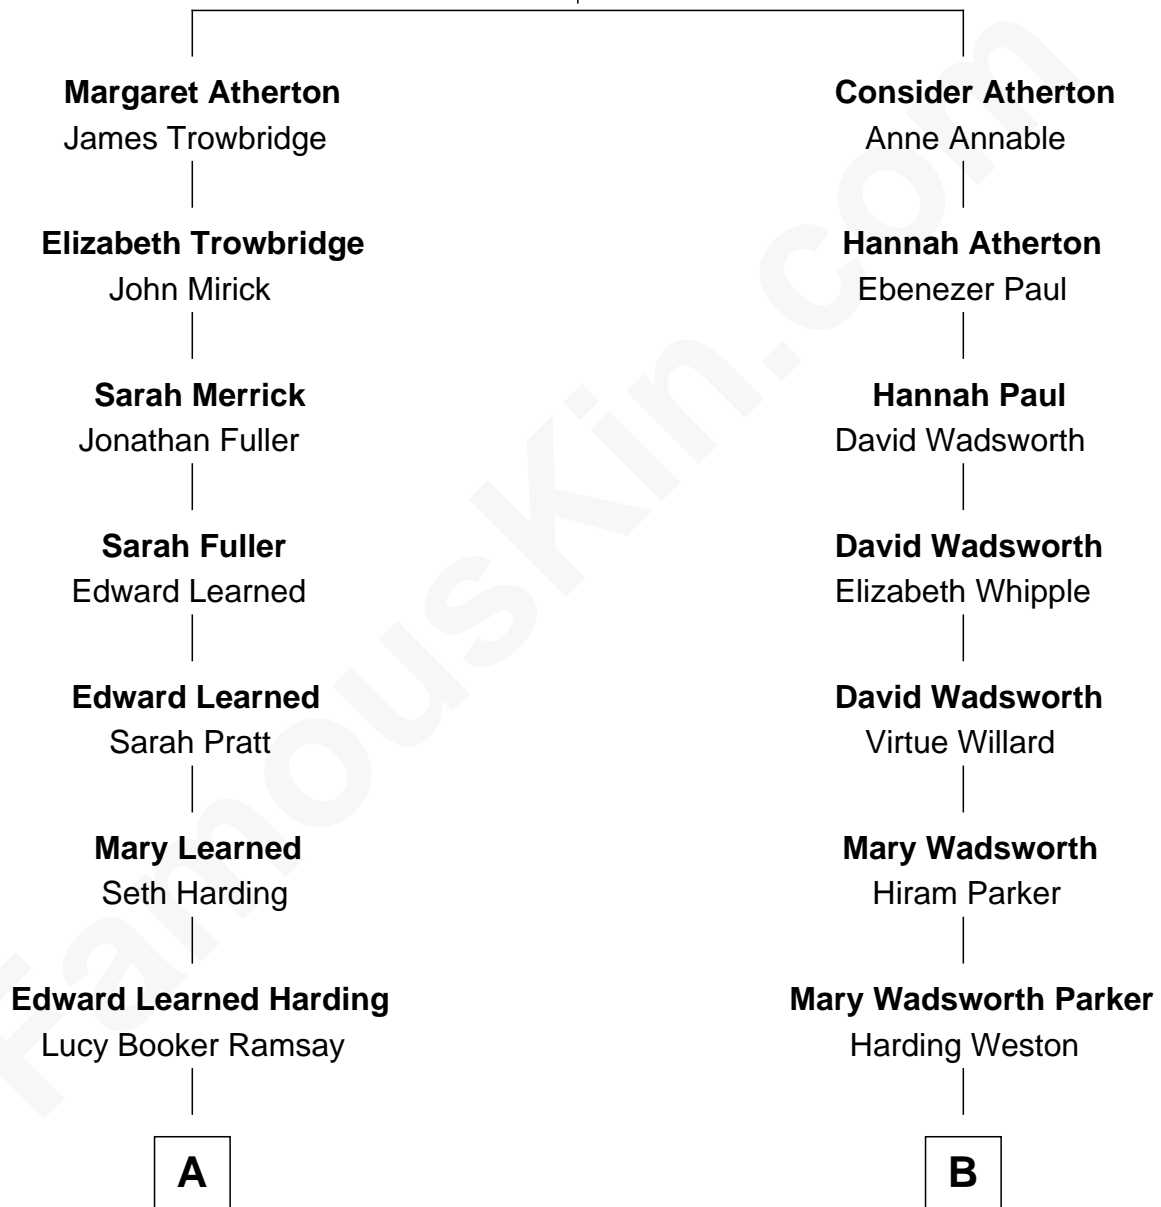 Margaret Atherton
James Trowbridge
Elizabeth Trowbridge
John Mirick
Sarah Merrick
Jonathan Fuller
Sarah Fuller
Edward Learned
Edward Learned
Sarah Pratt
Mary Learned
Seth Harding
Edward Learned Harding
Lucy Booker Ramsay
A
Consider Atherton
Anne Annable
Hannah Atherton
Ebenezer Paul
Hannah Paul
David Wadsworth
David Wadsworth
Elizabeth Whipple
David Wadsworth
Virtue Willard
Mary Wadsworth
Hiram Parker
Mary Wadsworth Parker
Harding Weston
B
FamousKin.com